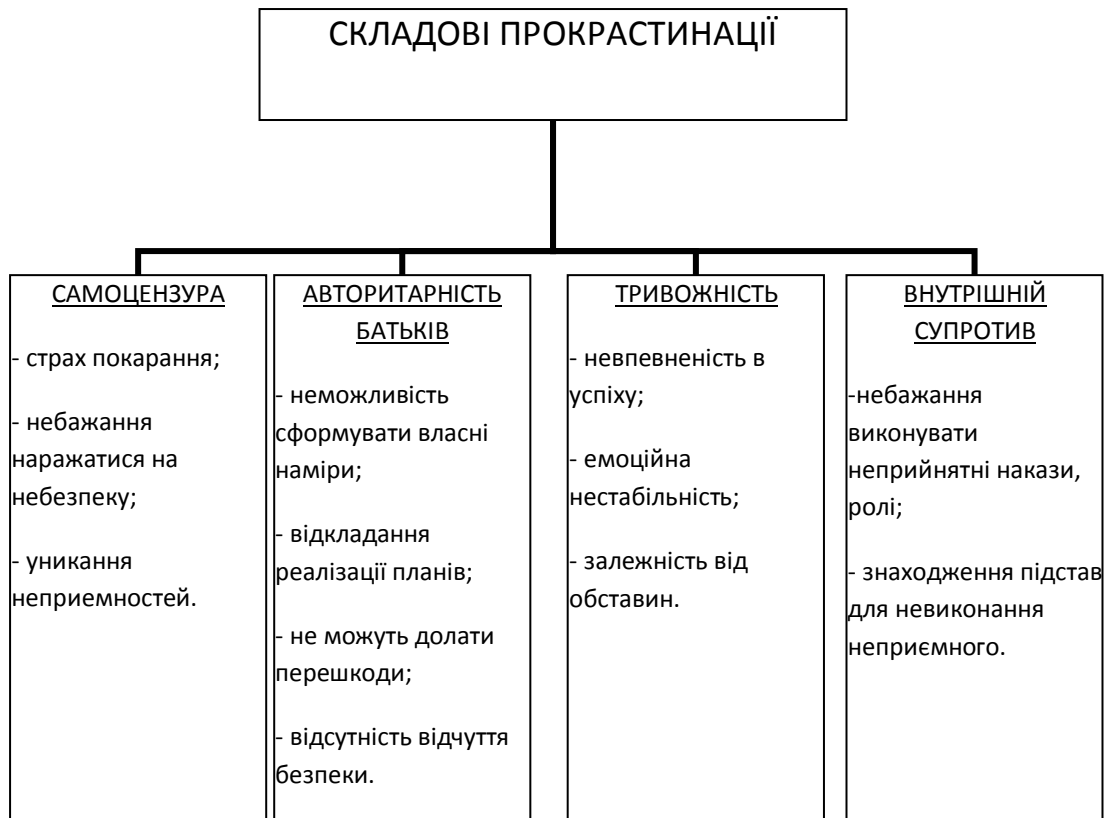 СКЛАДОВІ ПРОКРАСТИНАЦІЇ
САМОЦЕНЗУРА
- страх покарання;
- небажання
наражатися на
небезпеку;
- уникання
неприемностей.
АВТОРИТАРНІСТЬ
БАТЬКІВ
- неможливість
сформувати власні
наміри;
- відкладання
реалізації планів;
- не можуть долати
перешкоди;
- відсутність відчуття
безпеки.
ТРИВОЖНІСТЬ
- невпевненість в
успіху;
- емоційна
нестабільність;
- залежність від
обставин.
ВНУТРІШНІЙ
СУПРОТИВ
-небажання
виконувати
неприйнятні накази,
ролі;
- знаходження підстав
для невиконання
неприємного.